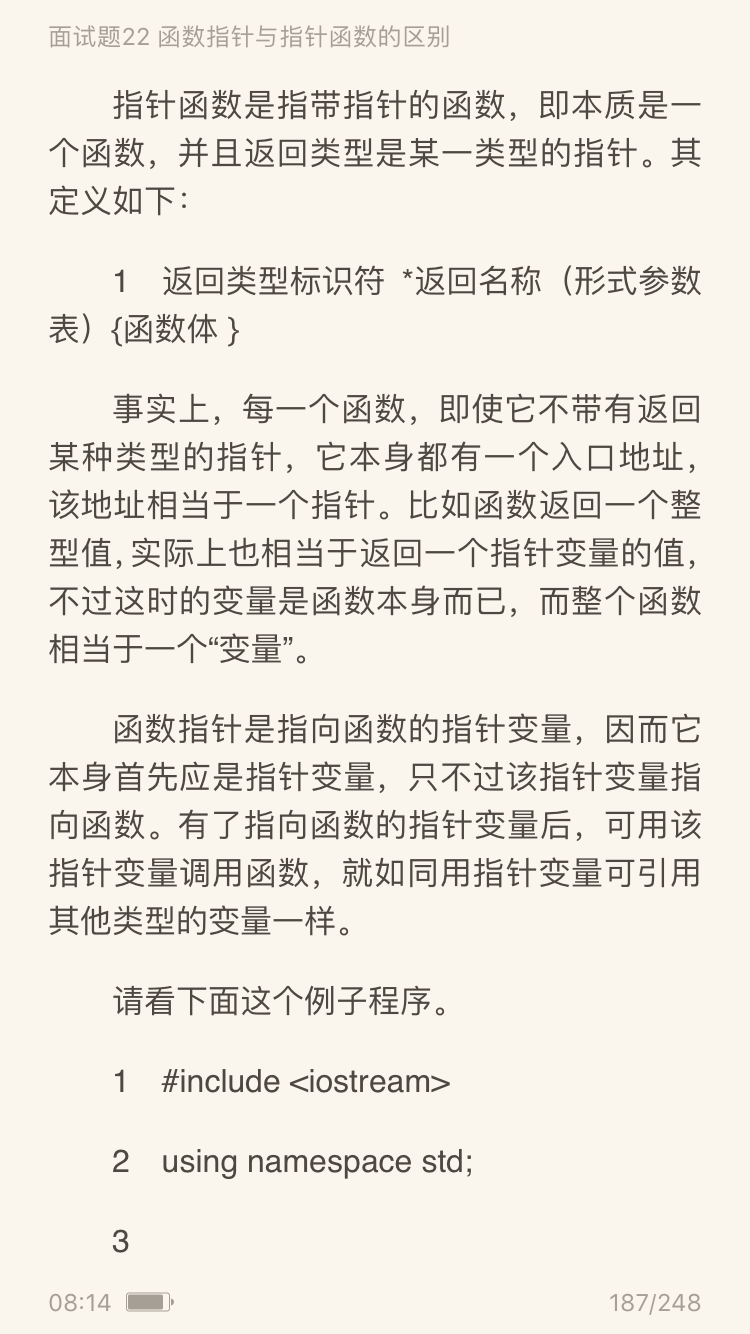 面试题22 函数指针与指针函数的区别
指针函数是指带指针的函数，即本质是一
个函数，并且返回类型是某一类型的指针。其
定义如下：
1 返回类型标识符 *返回名称（形式参数
表）{函数体 }
事实上，每一个函数，即使它不带有返回
某种类型的指针，它本身都有一个入口地址，
该地址相当于一个指针。比如函数返回一个整
型值，实际上也相当于返回一个指针变量的值，
不过这时的变量是函数本身而已，而整个函数
相当于一个“变量”。
函数指针是指向函数的指针变量，因而它
本身首先应是指针变量，只不过该指针变量指
向函数。有了指向函数的指针变量后，可用该
指针变量调用函数，就如同用指针变量可引用
其他类型的变量一样。
请看下面这个例子程序。
1 #include <iostream>
2 using namespace std;
3
08:14 187/248